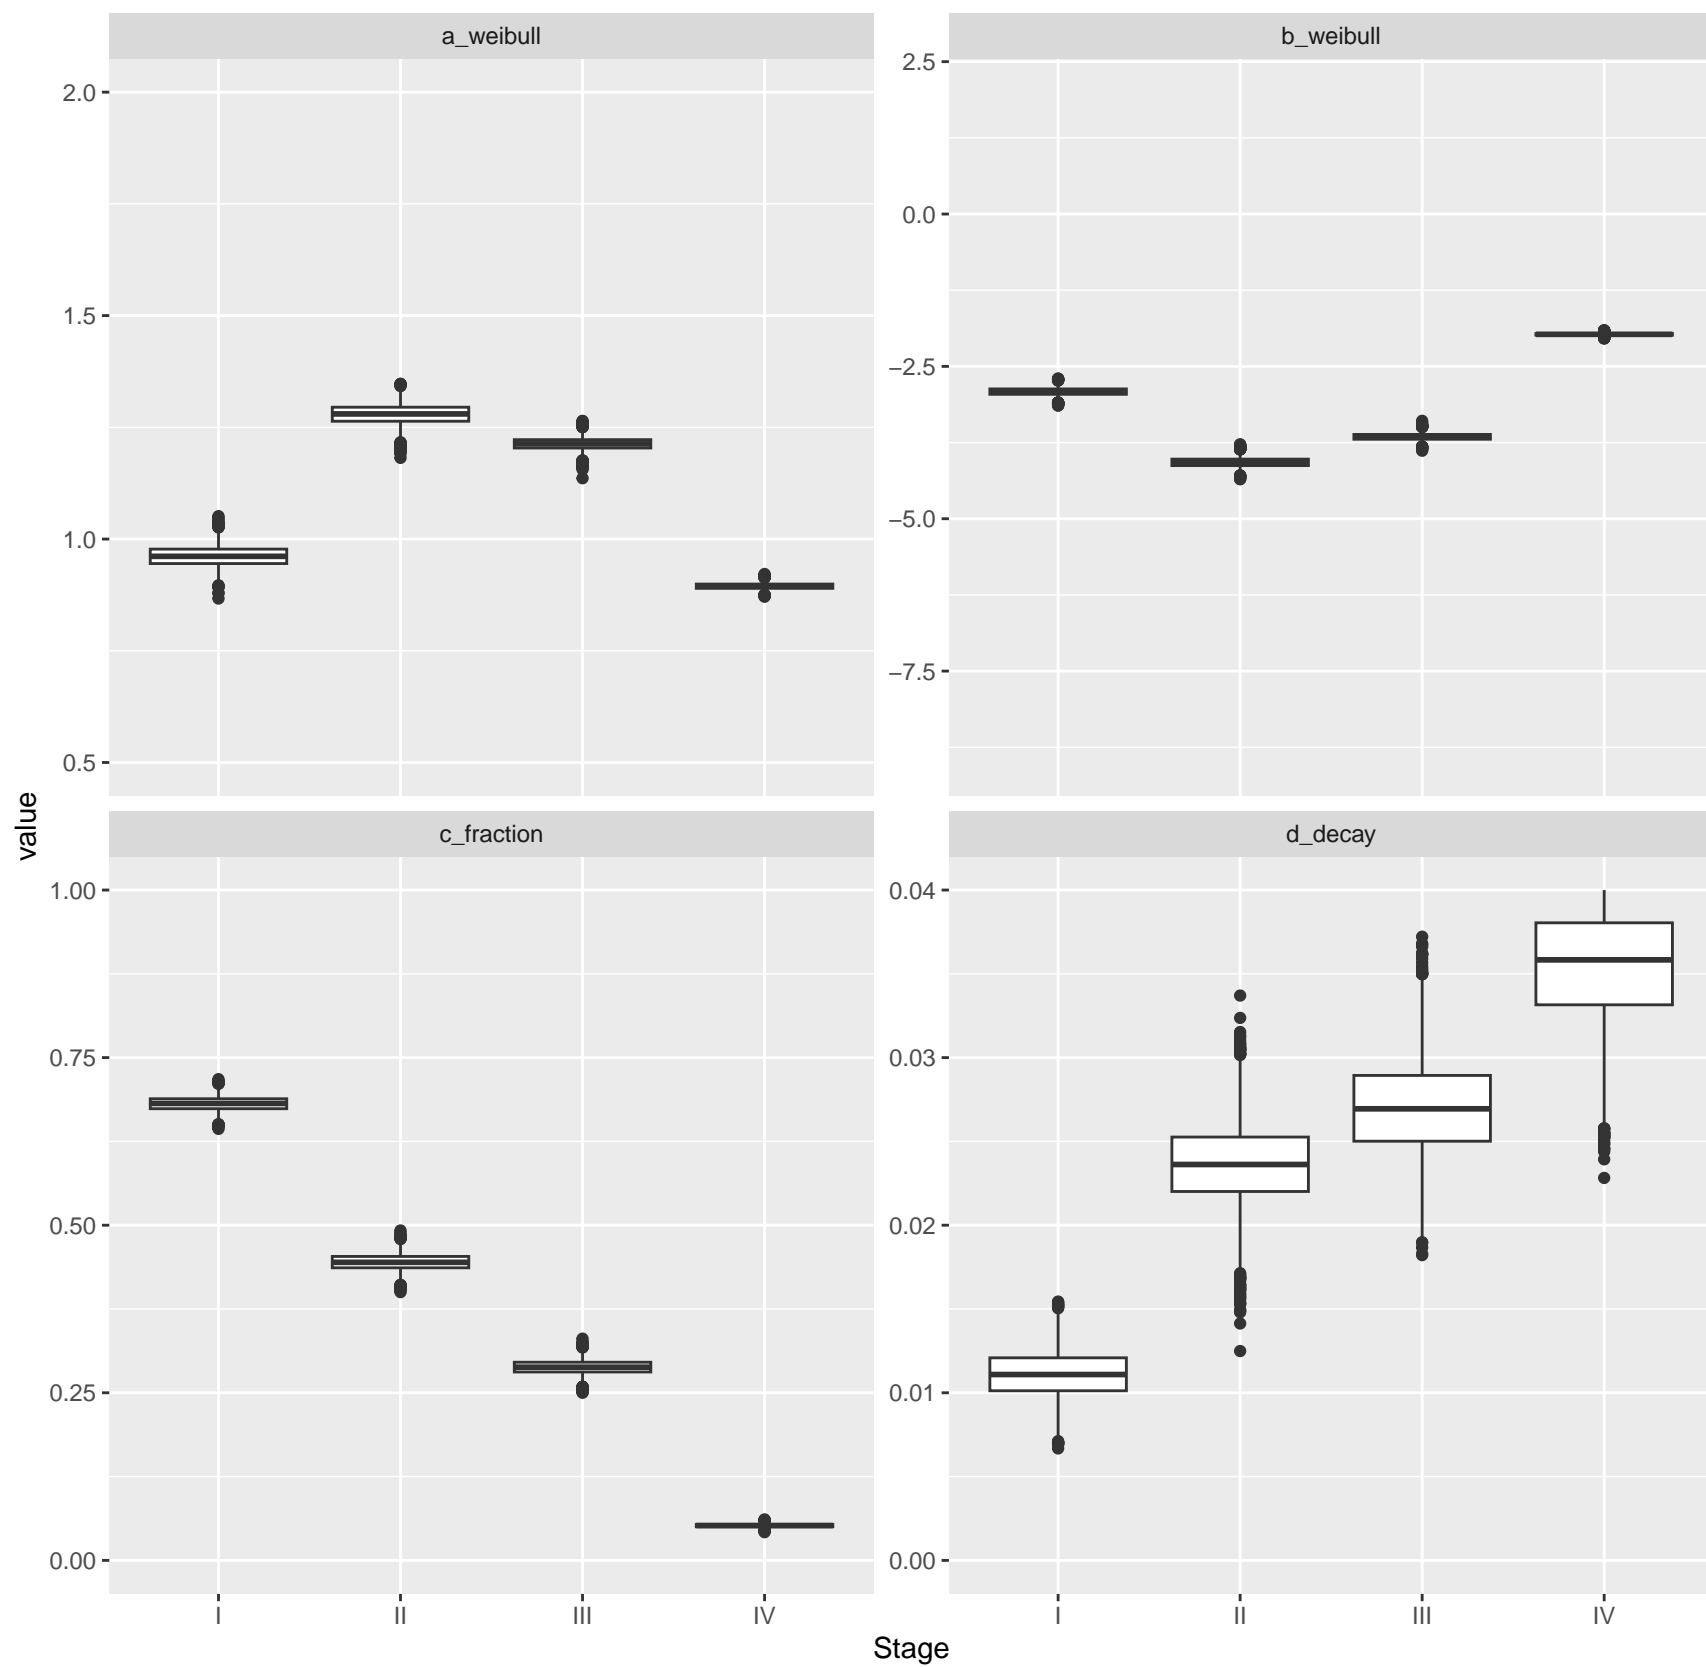 a_weibull
b_weibull
2.0
1.5
1.0
0.5
2.5
0.0
−2.5
−5.0
−7.5
value
c_fraction
d_decay
1.00
0.75
0.50
0.25
0.00
0.04
0.03
0.02
0.01
0.00
I II III IV
I II III IV
Stage